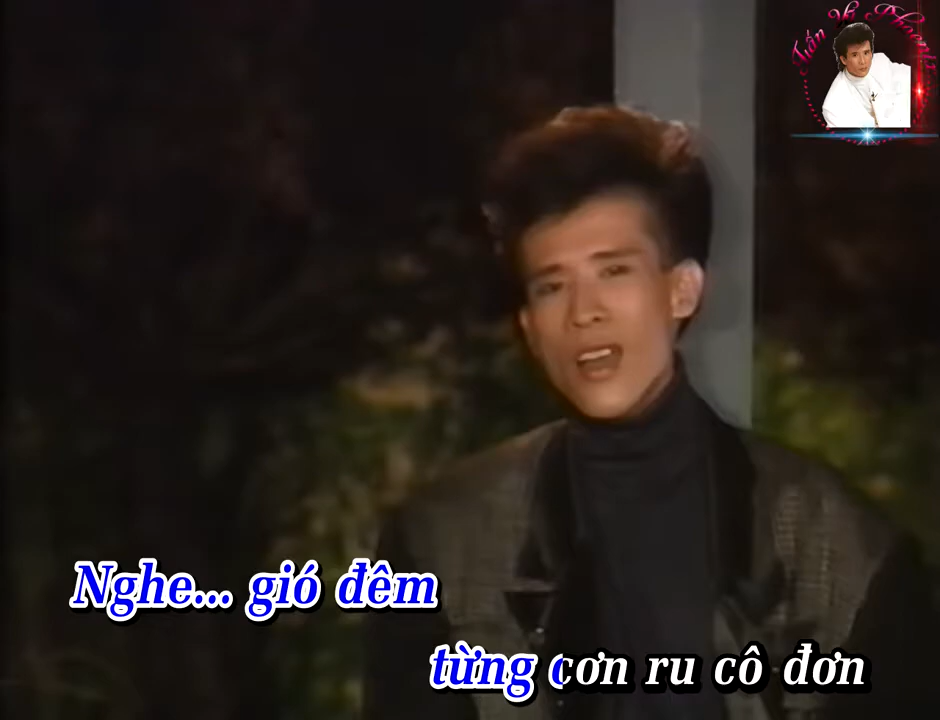 Nghe... gió đêm
từng cơn ru cô đơn